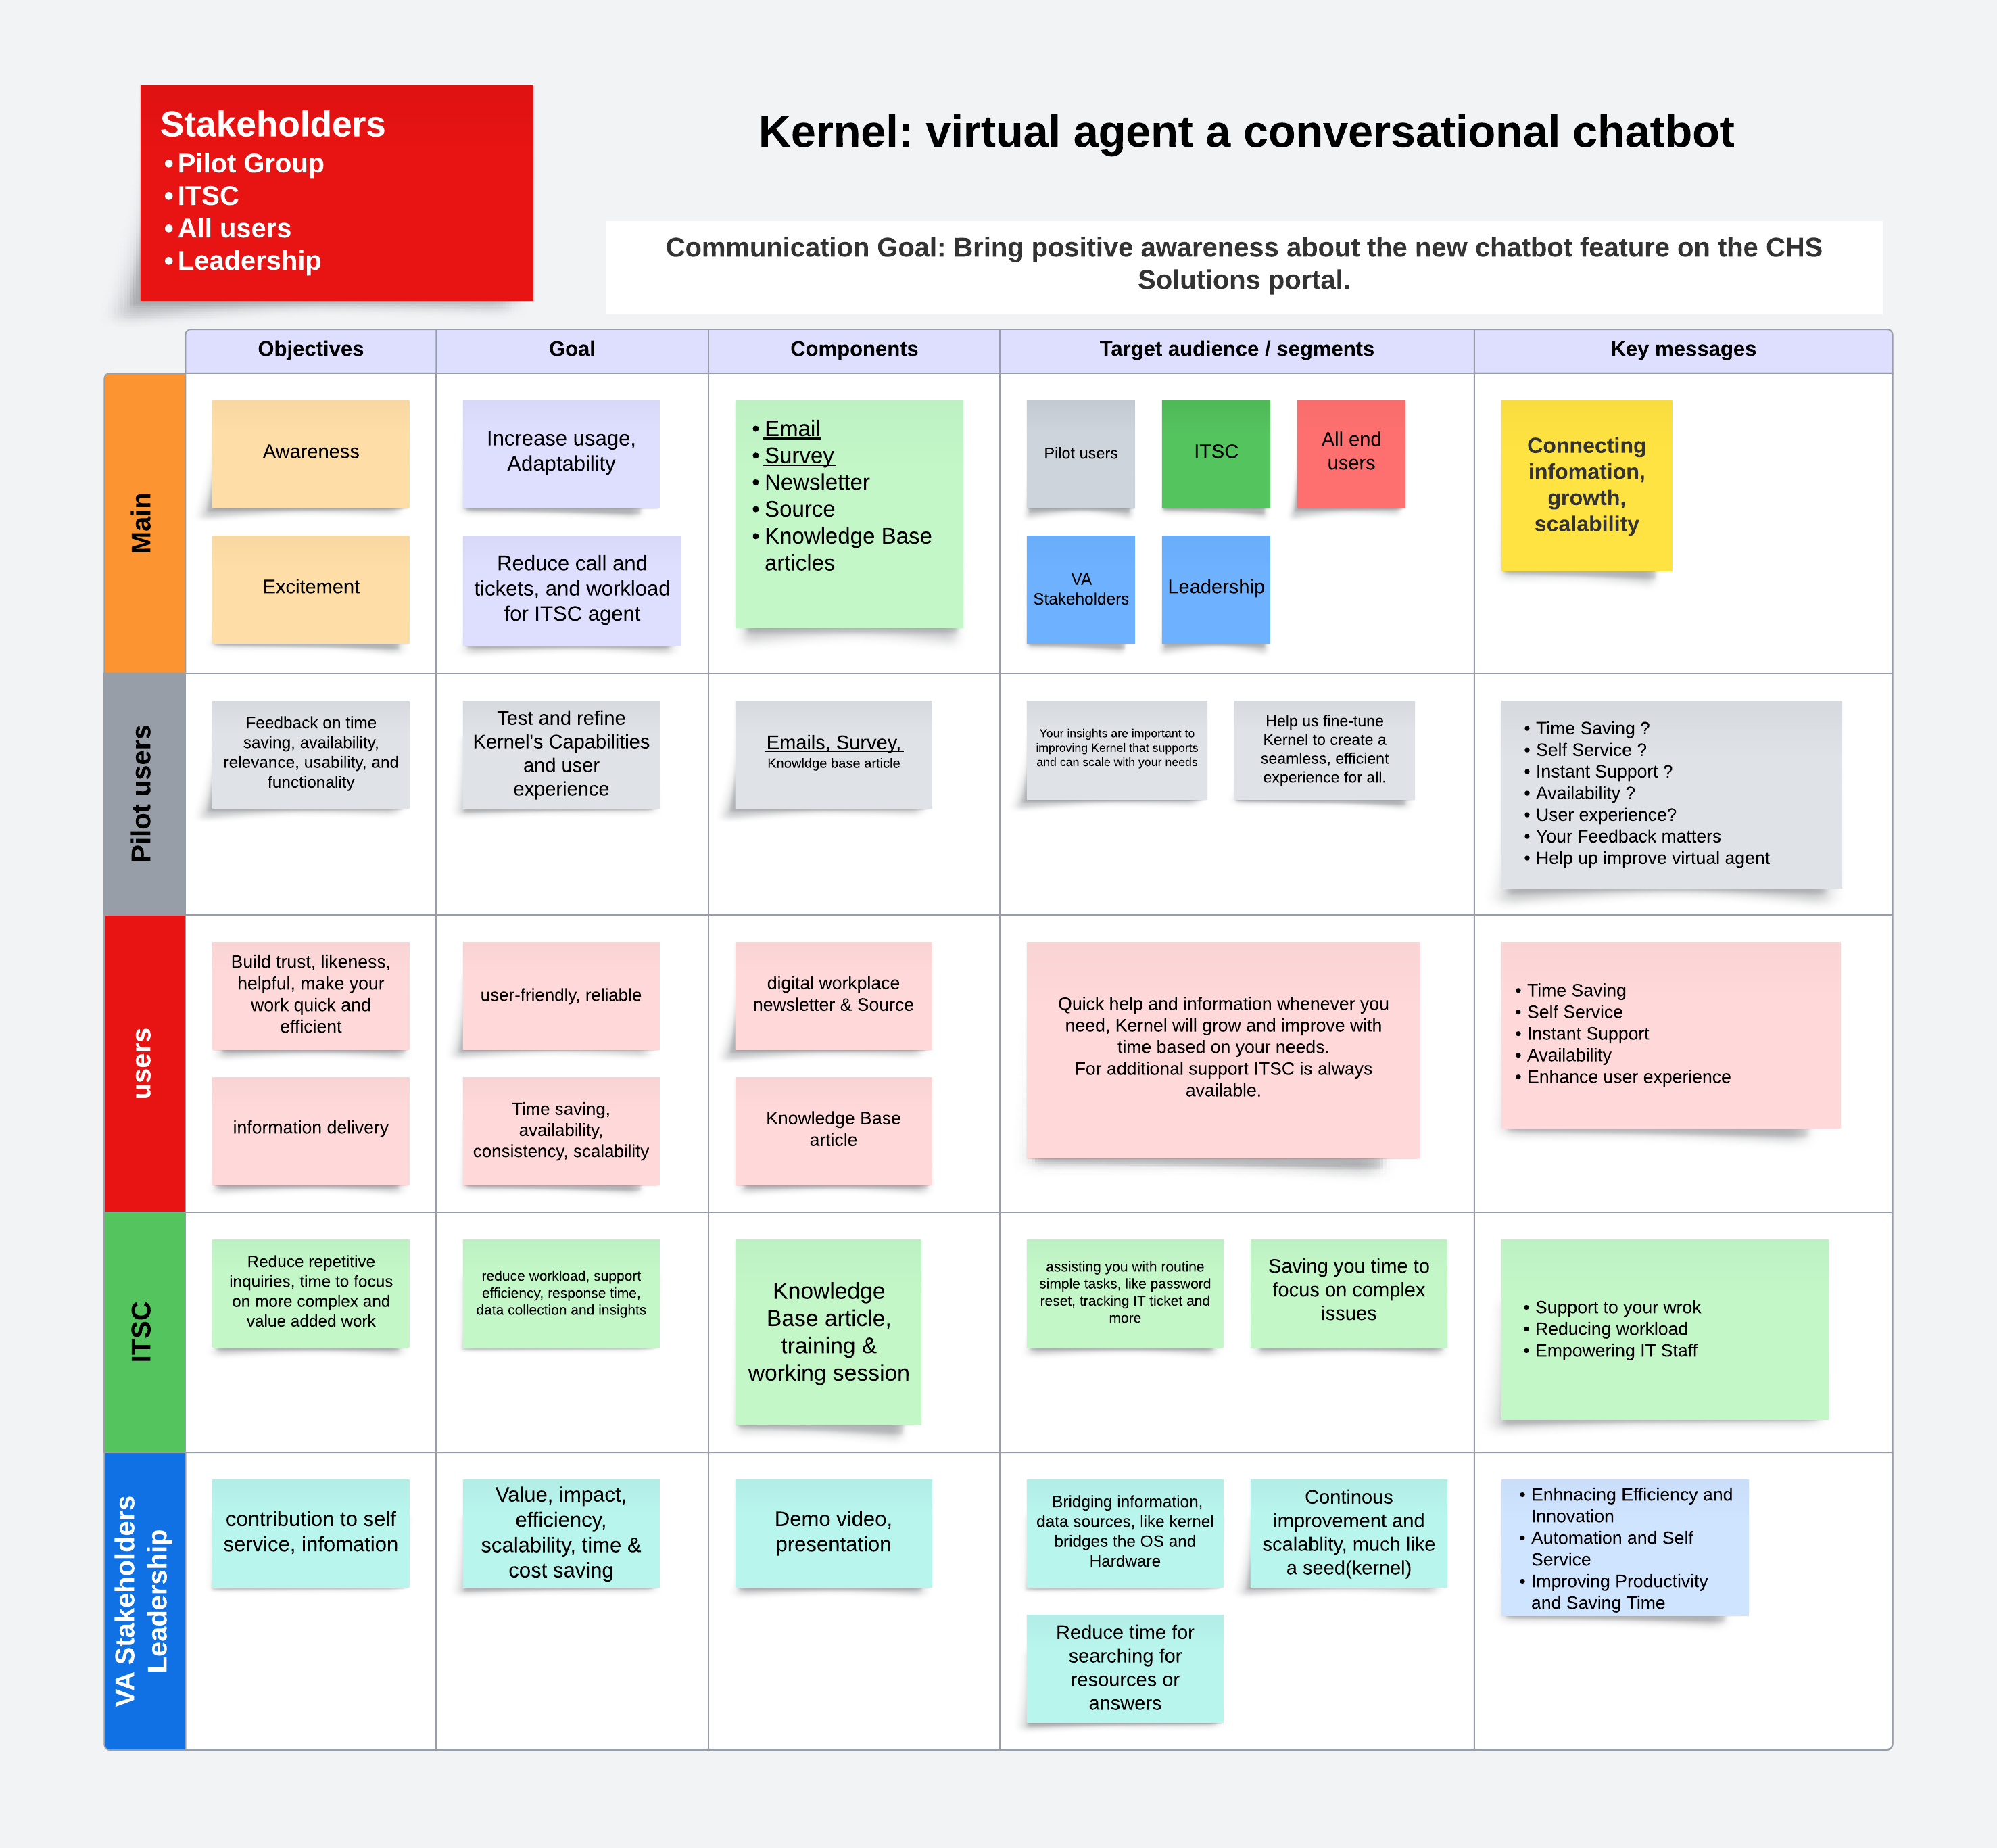 Stakeholders
• Pilot Group
• ITSC
• All users
• Leadership
Kernel: virtual agent a conversational chatbot
Communication Goal: Bring positive awareness about the new chatbot feature on the CHS
Solutions portal.
Objectives
Goal
Components
Target audience / segments
Key messages
Main
Awareness
Excitement
Increase usage,
Adaptability
Reduce call and
tickets, and workload
for ITSC agent
• Email
• Survey
• Newsletter
• Source
• Knowledge Base
articles
Pilot users
ITSC
All end
users
VA
Stakeholders
Leadership
Connecting
infomation,
growth,
scalability
Pilot users
Feedback on time
saving, availability,
relevance, usability, and
functionality
Test and refine
Kernel's Capabilities
and user
experience
Emails, Survey,
Knowldge base article
Your insights are important to
improving Kernel that supports
and can scale with your needs
Help us fine-tune
Kernel to create a
seamless, efficient
experience for all.
• Time Saving ?
• Self Service ?
• Instant Support ?
• Availability ?
• User experience?
• Your Feedback matters
• Help up improve virtual agent
users
Build trust, likeness,
helpful, make your
work quick and
efficient
information delivery
user-friendly, reliable
Time saving,
availability,
consistency, scalability
digital workplace
newsletter & Source
Knowledge Base
article
Quick help and information whenever you
need, Kernel will grow and improve with
time based on your needs.
For additional support ITSC is always
available.
• Time Saving
• Self Service
• Instant Support
• Availability
• Enhance user experience
ITSC
Reduce repetitive
inquiries, time to focus
on more complex and
value added work
reduce workload, support
efficiency, response time,
data collection and insights
Knowledge
Base article,
training &
working session
assisting you with routine
simple tasks, like password
reset, tracking IT ticket and
more
Saving you time to
focus on complex
issues
• Support to your wrok
• Reducing workload
• Empowering IT Staff
VA Stakeholders
Leadership
contribution to self
service, infomation
Value, impact,
efficiency,
scalability, time &
cost saving
Demo video,
presentation
Bridging information,
data sources, like kernel
bridges the OS and
Hardware
Continous
improvement and
scalablity, much like
a seed(kernel)
Reduce time for
searching for
resources or
answers
• Enhnacing Efficiency and
Innovation
• Automation and Self
Service
• Improving Productivity
and Saving Time